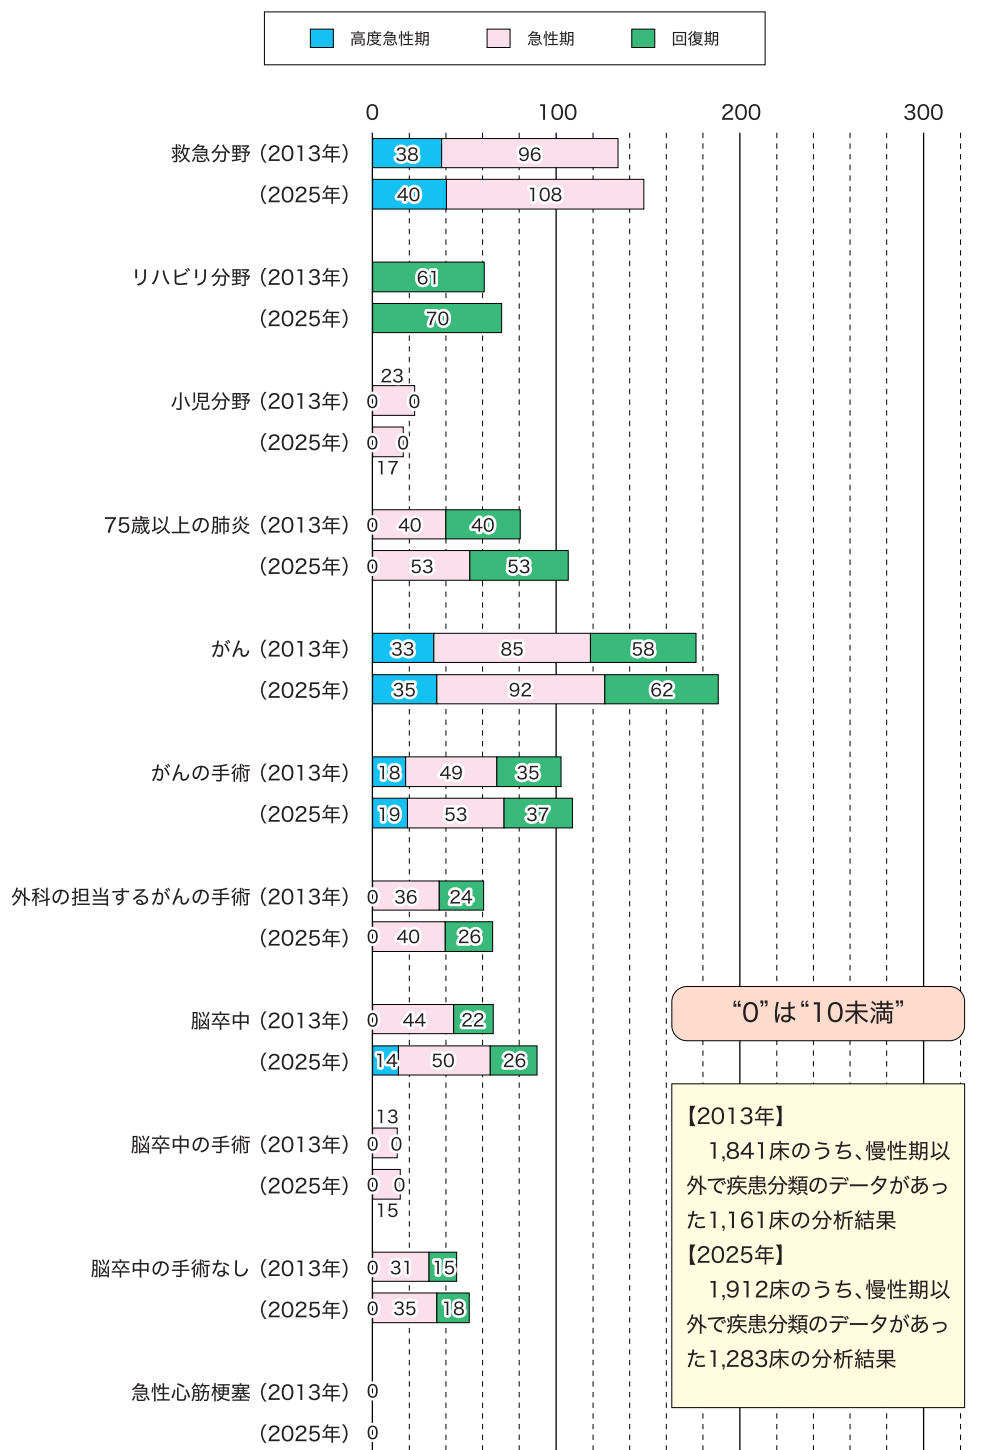 高度急性期 急性期 回復期
0 100 200 300
救急分野（2013年） 38 96
（2025年） 40 108
リハビリ分野（2013年） 61
（2025年） 70
23
小児分野（2013年） 0 0
（2025年） 0 0
17
75歳以上の肺炎（2013年） 0 40 40
（2025年） 0 53 53
がん（2013年） 33 85 58
（2025年） 35 92 62
がんの手術（2013年） 18 49 35
（2025年） 19 53 37
外科の担当するがんの手術（2013年） 0 36 24
（2025年） 0 40 26
“0”は“10未満”
脳卒中（2013年） 0 44 22
（2025年） 14 50 26
13
脳卒中の手術（2013年） 0 0
（2025年） 0 0
15
脳卒中の手術なし（2013年） 0 31 15
（2025年） 0 35 18
急性心筋梗塞（2013年） 0
（2025年） 0
【2013年】
1,841床のうち、慢性期以
外で疾患分類のデータがあっ
た1,161床の分析結果
【2025年】
1,912床のうち、慢性期以
外で疾患分類のデータがあっ
た1,283床の分析結果